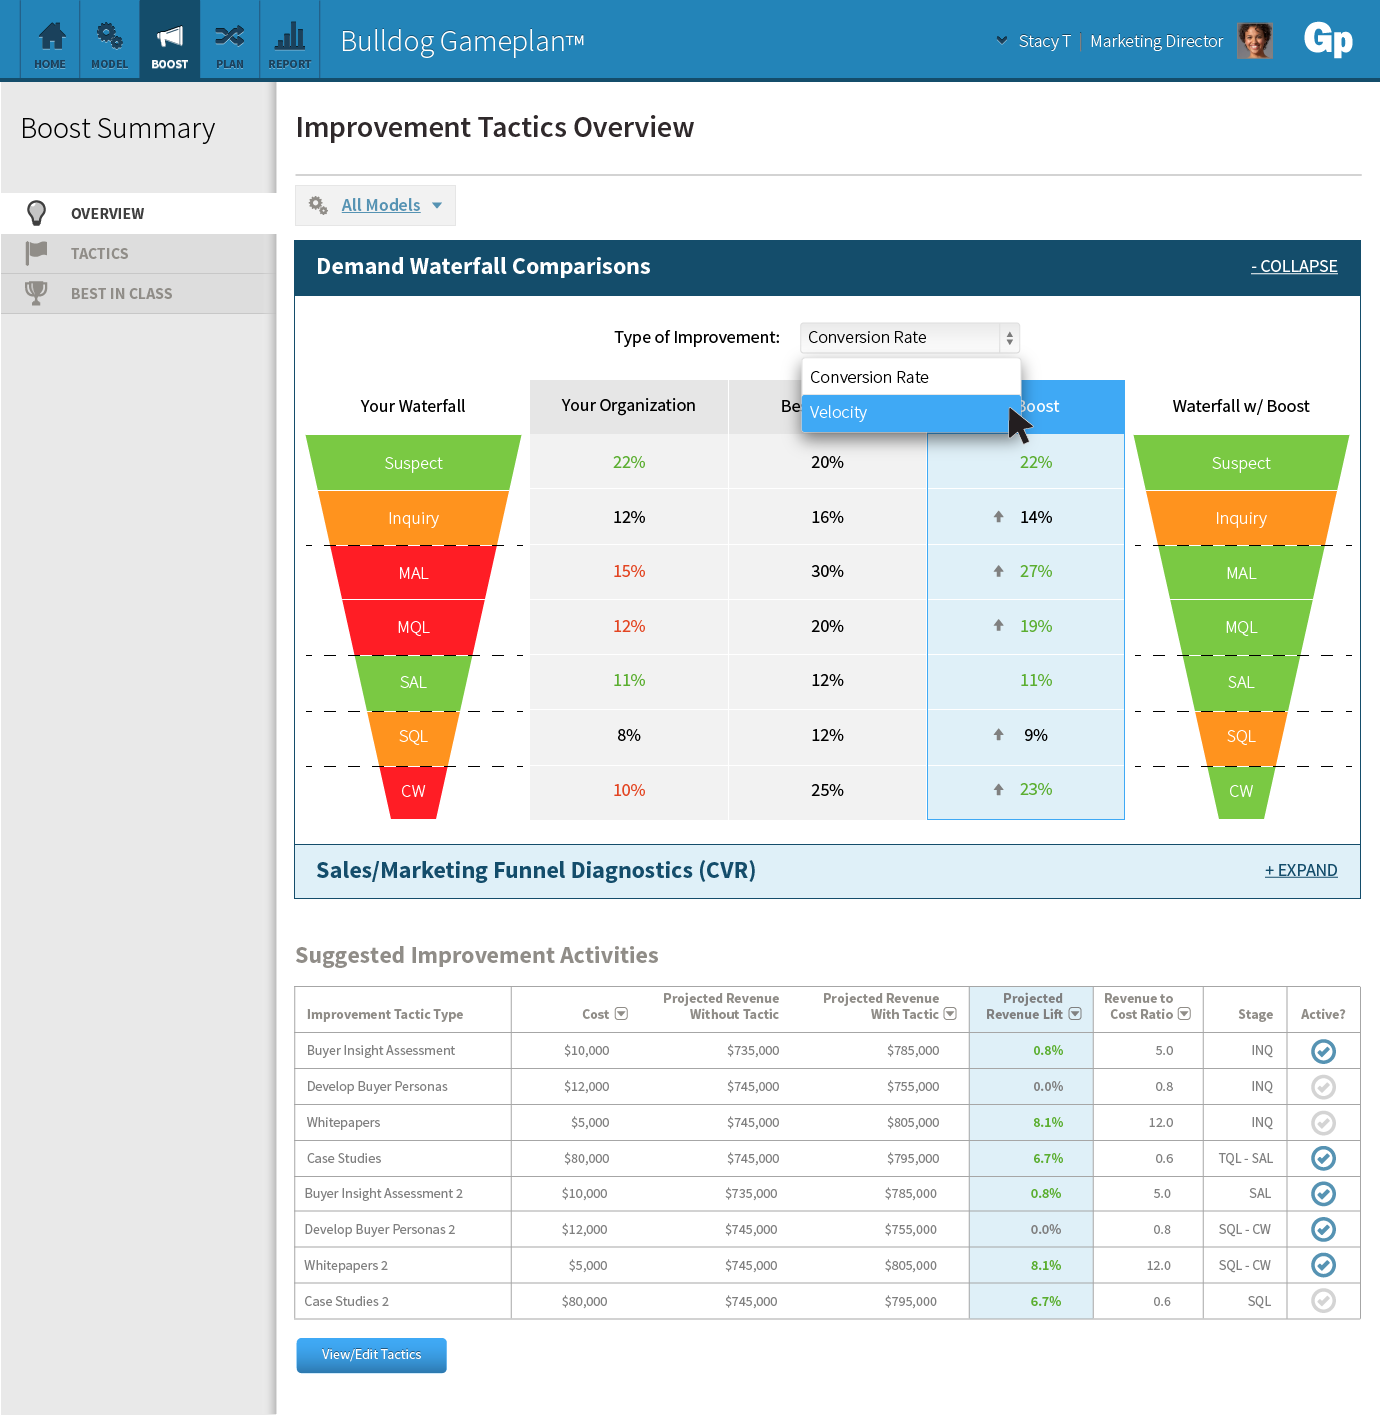 HOME MODEL BOOST PLAN REPORT
Bulldog Gameplan™
Stacy T | Marketing Director
Gp
Boost Summary
OVERVIEW
TACTICS
BEST IN CLASS
Improvement Tactics Overview
All Models
Demand Waterfall Comparisons - COLLAPSE
Type of Improvement: Conversion Rate
Conversion Rate
Velocity
Your Waterfall Your Organization Be Boost Waterfall w/ Boost
Suspect 22% 20% 22% Suspect
Inquiry 12% 16% 14% Inquiry
MAL 15% 30% 27% MAL
MQL 12% 20% 19% MQL
SAL 11% 12% 11% SAL
SQL 8% 12% 9% SQL
CW 10% 25% 23% CW
Sales/Marketing Funnel Diagnostics (CVR) + EXPAND
Suggested Improvement Activities
Projected Revenue Projected Revenue Projected Revenue to
Improvement Tactic Type Cost Without Tactic With Tactic Revenue Lift Cost Ratio Stage Active?
Buyer Insight Assessment $10,000 $735,000 $785,000 0.8% 5.0 INQ
Develop Buyer Personas $12,000 $745,000 $755,000 0.0% 0.8 INQ
Whitepapers $5,000 $745,000 $805,000 8.1% 12.0 INQ
Case Studies $80,000 $745,000 $795,000 6.7% 0.6 TQL - SAL
Buyer Insight Assessment 2 $10,000 $735,000 $785,000 0.8% 5.0 SAL
Develop Buyer Personas 2 $12,000 $745,000 $755,000 0.0% 0.8 SQL - CW
Whitepapers 2 $5,000 $745,000 $805,000 8.1% 12.0 SQL - CW
Case Studies 2 $80,000 $745,000 $795,000 6.7% 0.6 SQL
View/Edit Tactics